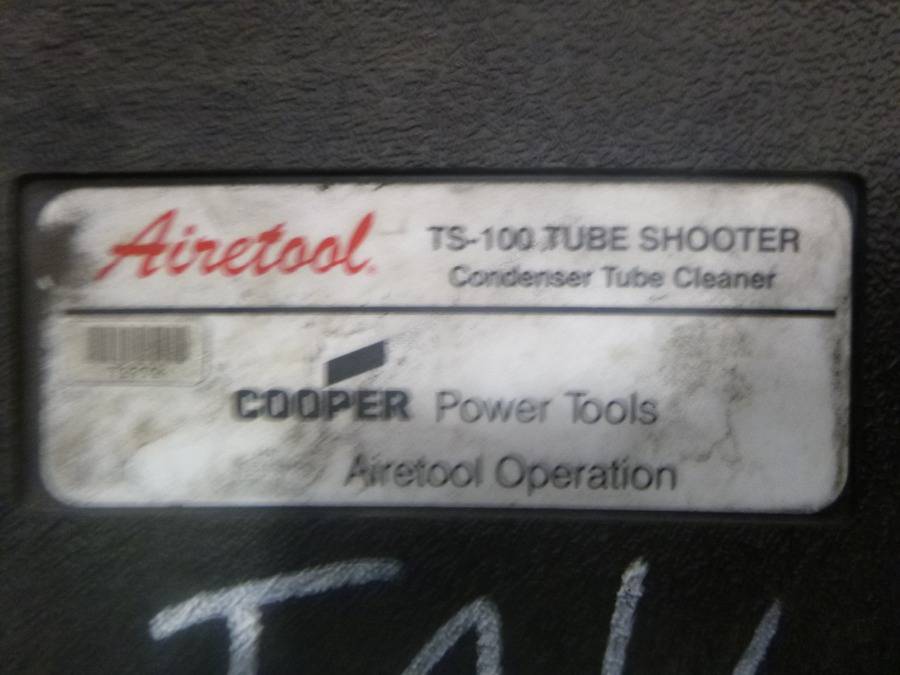 Airetool
TS-100 TUBE SHOOTER
Condenser Tube Cleaner
COOPER Power Tools
Airetool Operation